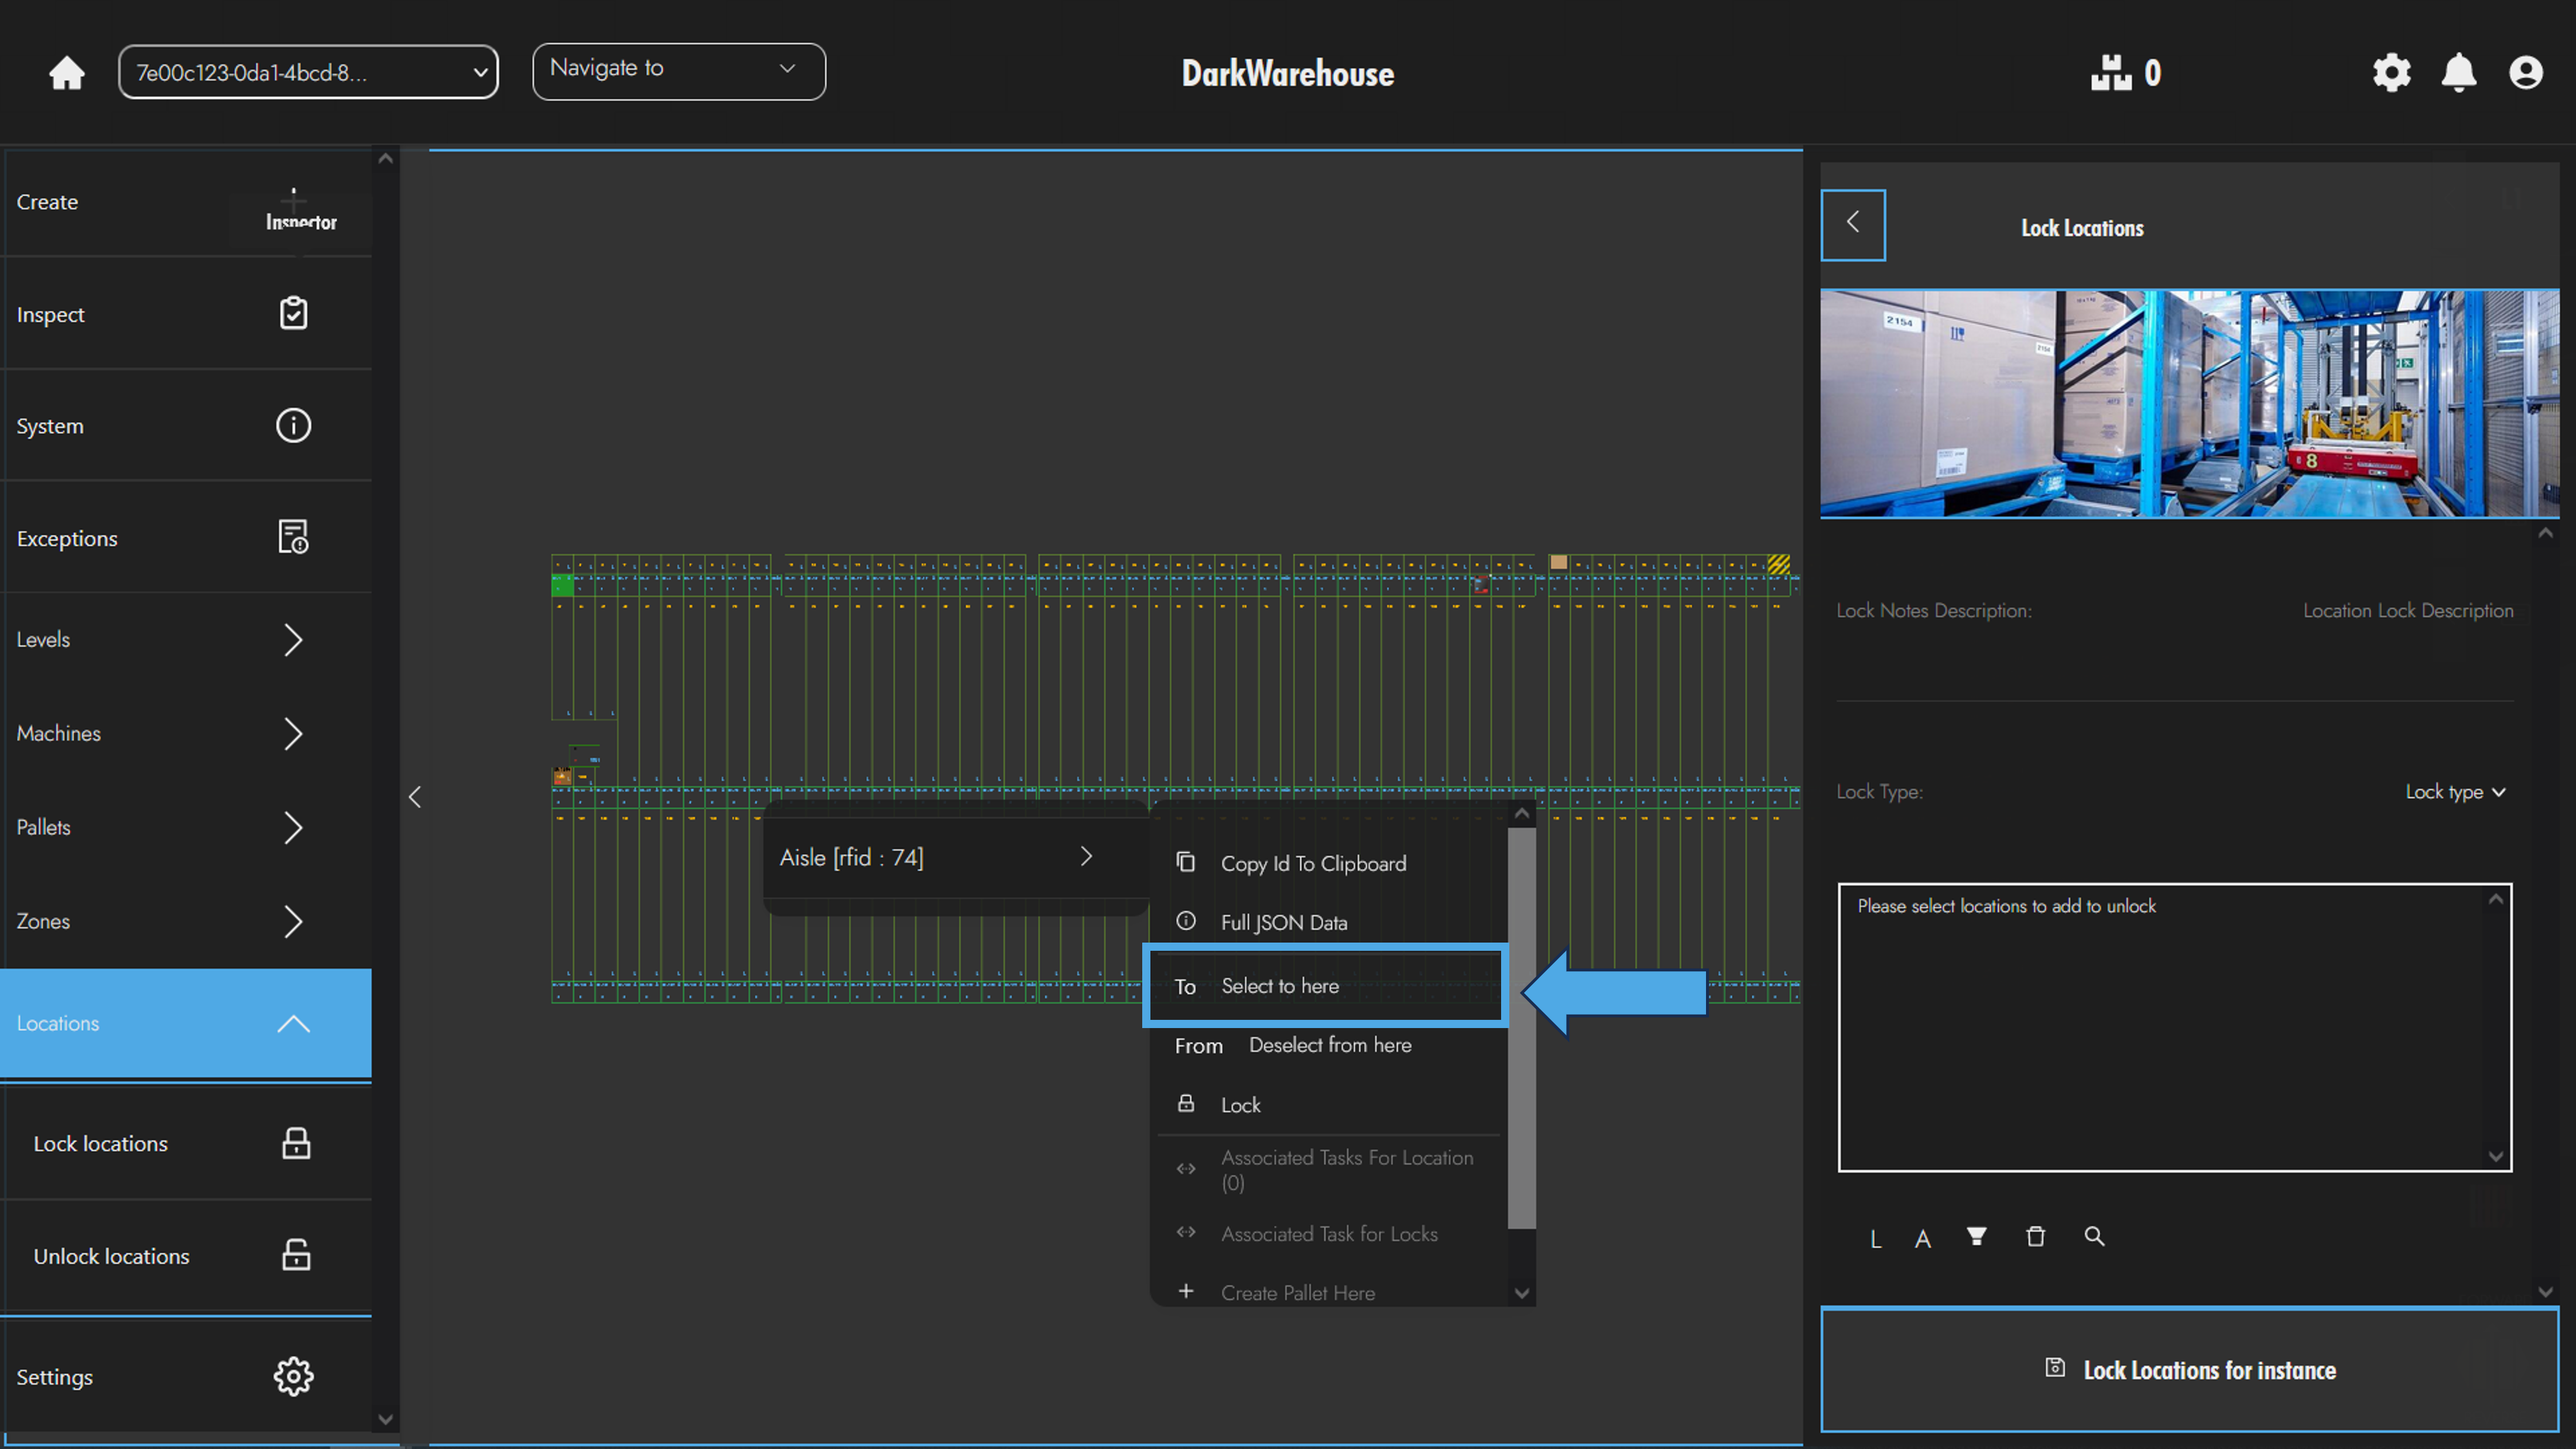 7e00c123-0da1-4bcd-8...
Navigate to
DarkWarehouse
0
Create
Inspector
Inspect
System
Exceptions
Levels
Machines
Pallets
Zones
Locations
Lock locations
Unlock locations
Settings
Aisle [rfid : 74]
Copy Id To Clipboard
Full JSON Data
To Select to here
From Deselect from here
Lock
Associated Tasks For Location
(0)
Associated Task for Locks
Create Pallet Here
Lock Locations
2154
8
Lock Notes Description:
Location Lock Description
Lock Type:
Lock type
Please select locations to add to unlock
L A
Lock Locations for instance